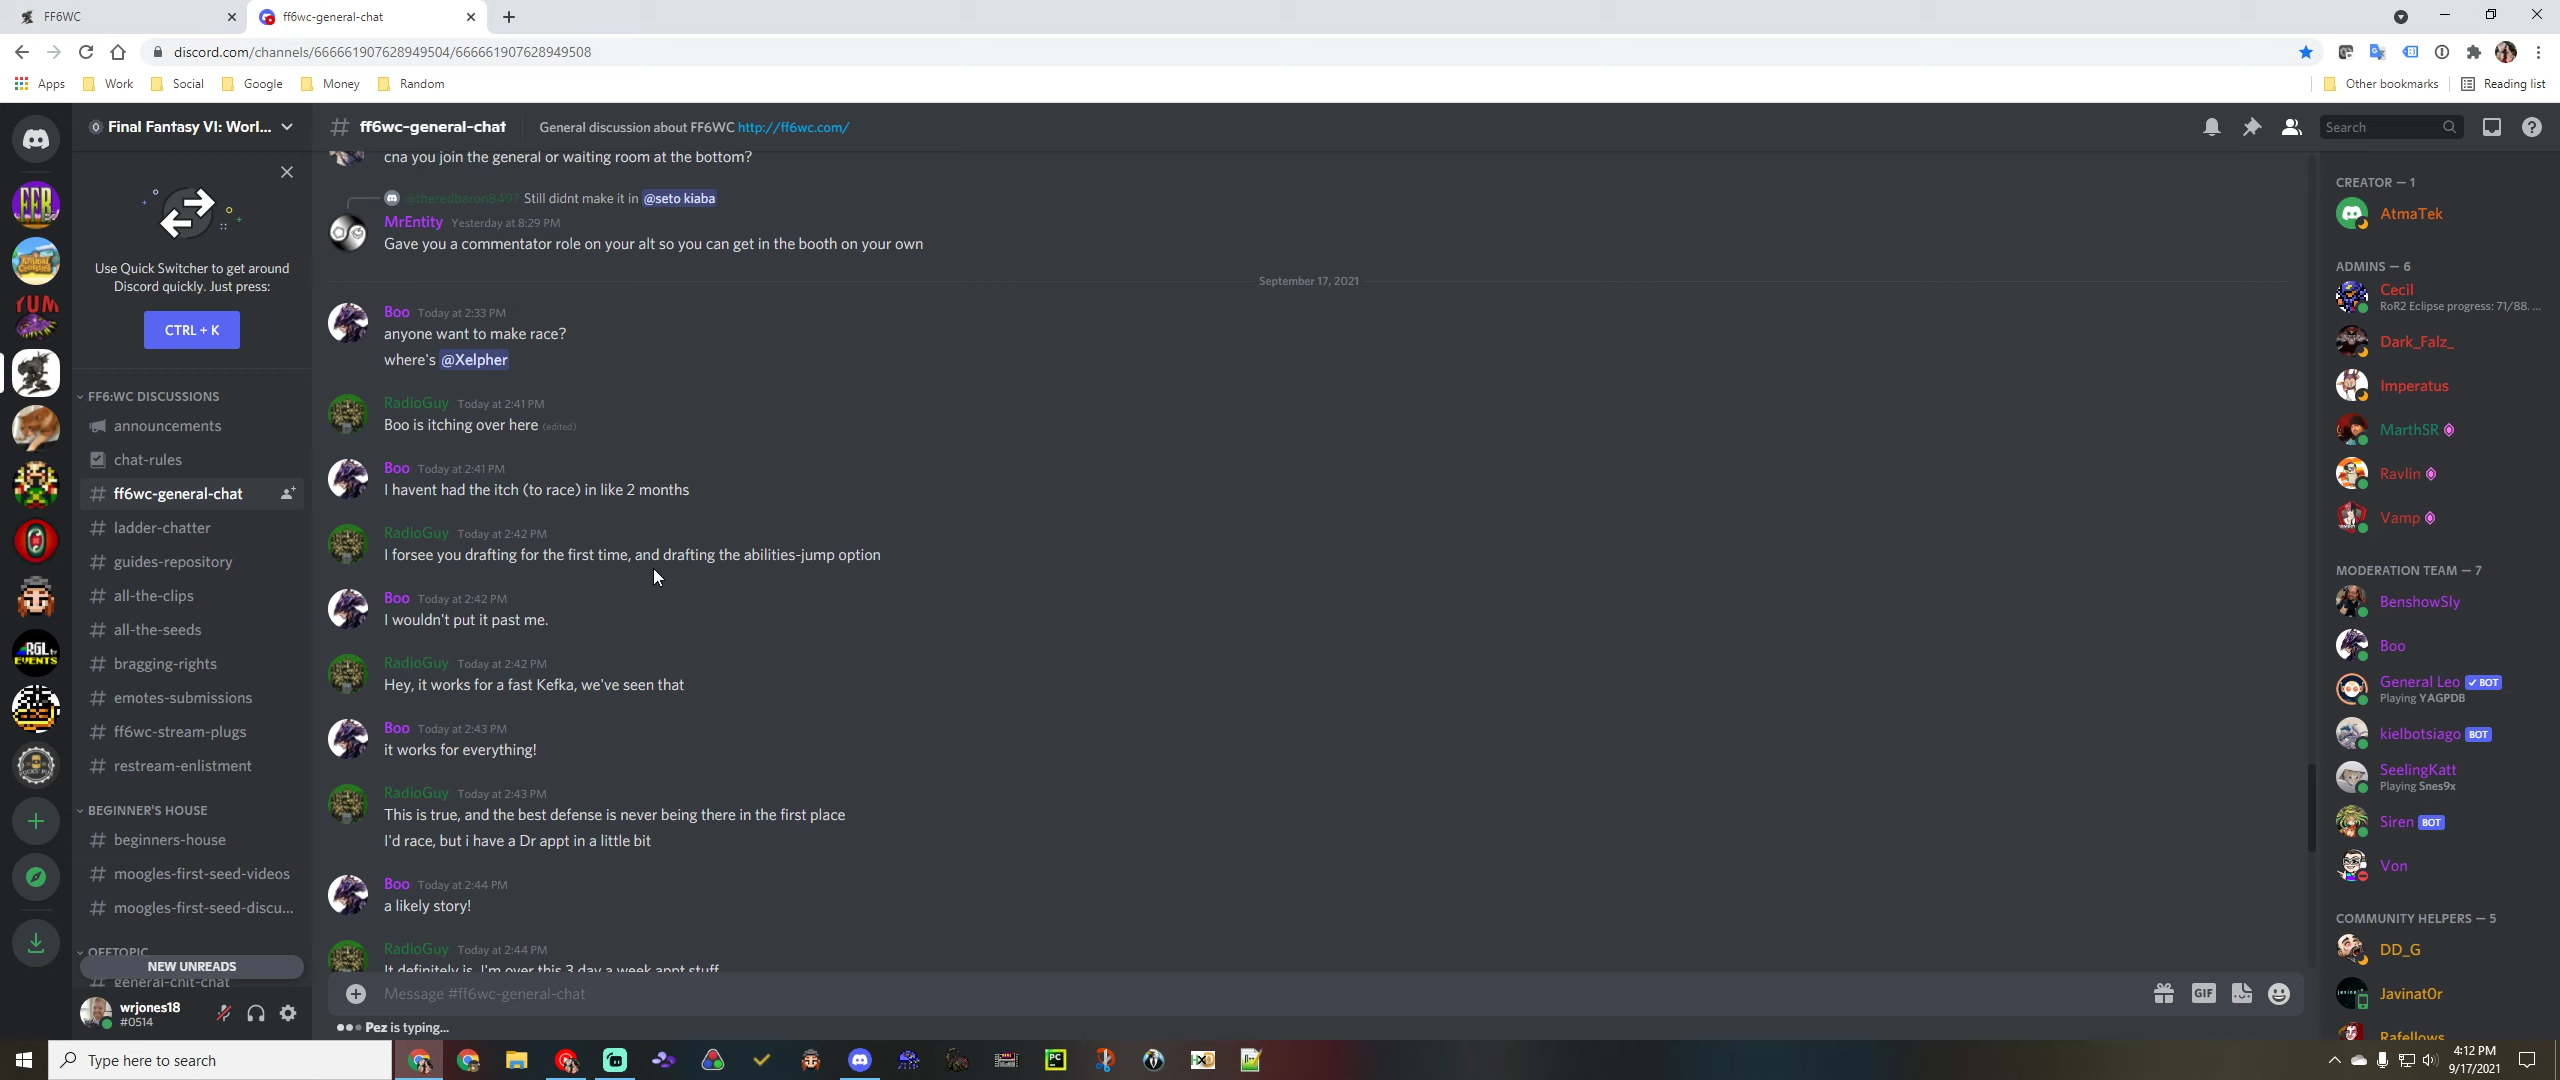 FF6WC
ff6wc-general-chat
discord.com/channels/666661907628949504/666661907628949508
Apps
Work
Social
Google
Money
Random
Other bookmarks
Reading list
Final Fantasy VI: Worl...
Use Quick Switcher to get around
Discord quickly. Just press:
CTRL + K
FF6:WC DISCUSSIONS
announcements
chat-rules
ff6wc-general-chat
ladder-chatter
guides-repository
all-the-clips
all-the-seeds
bragging-rights
emotes-submissions
ff6wc-stream-plugs
restream-enlistment
BEGINNER'S HOUSE
beginners-house
moogles-first-seed-videos
moogles-first-seed-discu...
OFFTOPIC
NEW UNREADS
general-chit-chat
wrjones18
#0514
FFR
YUM
RGL
EVENTS
# ff6wc-general-chat
General discussion about FF6WC http://ff6wc.com/
Search
cna you join the general or waiting room at the bottom?
@theredbaron8497 Still didnt make it in @seto kiaba
MrEntity Yesterday at 8:29 PM
Gave you a commentator role on your alt so you can get in the booth on your own
September 17, 2021
Boo Today at 2:33 PM
anyone want to make race?
where's @Xelpher
RadioGuy Today at 2:41 PM
Boo is itching over here (edited)
Boo Today at 2:41 PM
I havent had the itch (to race) in like 2 months
RadioGuy Today at 2:42 PM
I forsee you drafting for the first time, and drafting the abilities-jump option
Boo Today at 2:42 PM
I wouldn't put it past me.
RadioGuy Today at 2:42 PM
Hey, it works for a fast Kefka, we've seen that
Boo Today at 2:43 PM
it works for everything!
RadioGuy Today at 2:43 PM
This is true, and the best defense is never being there in the first place
I'd race, but i have a Dr appt in a little bit
Boo Today at 2:44 PM
a likely story!
RadioGuy Today at 2:44 PM
It definitely is, I'm over this 3 day a week appt stuff
Message #ff6wc-general-chat
GIF
Pez is typing...
CREATOR — 1
AtmaTek
ADMINS — 6
Cecil
RoR2 Eclipse progress: 71/88. ...
Dark_Falz_
Imperatus
MarthSR
Ravlin
Vamp
MODERATION TEAM — 7
BenshowSly
Boo
General Leo BOT
Playing YAGPDB
kielbotsiago BOT
SeelingKatt
Playing Snes9x
Siren BOT
Von
COMMUNITY HELPERS — 5
DD_G
Javinat0r
Rafellows
Type here to search
PC
HXD
4:12 PM
9/17/2021